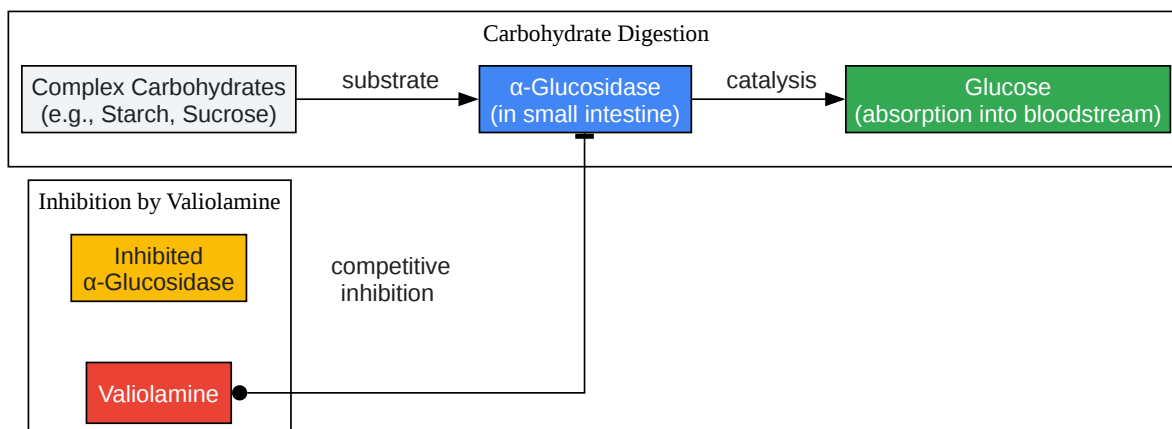 Carbohydrate Digestion
Complex Carbohydrates
(e.g., Starch, Sucrose)
substrate
α-Glucosidase
(in small intestine)
catalysis
Glucose
(absorption into bloodstream)
Inhibition by Valiolamine
Inhibited
α-Glucosidase
competitive
inhibition
Valiolamine